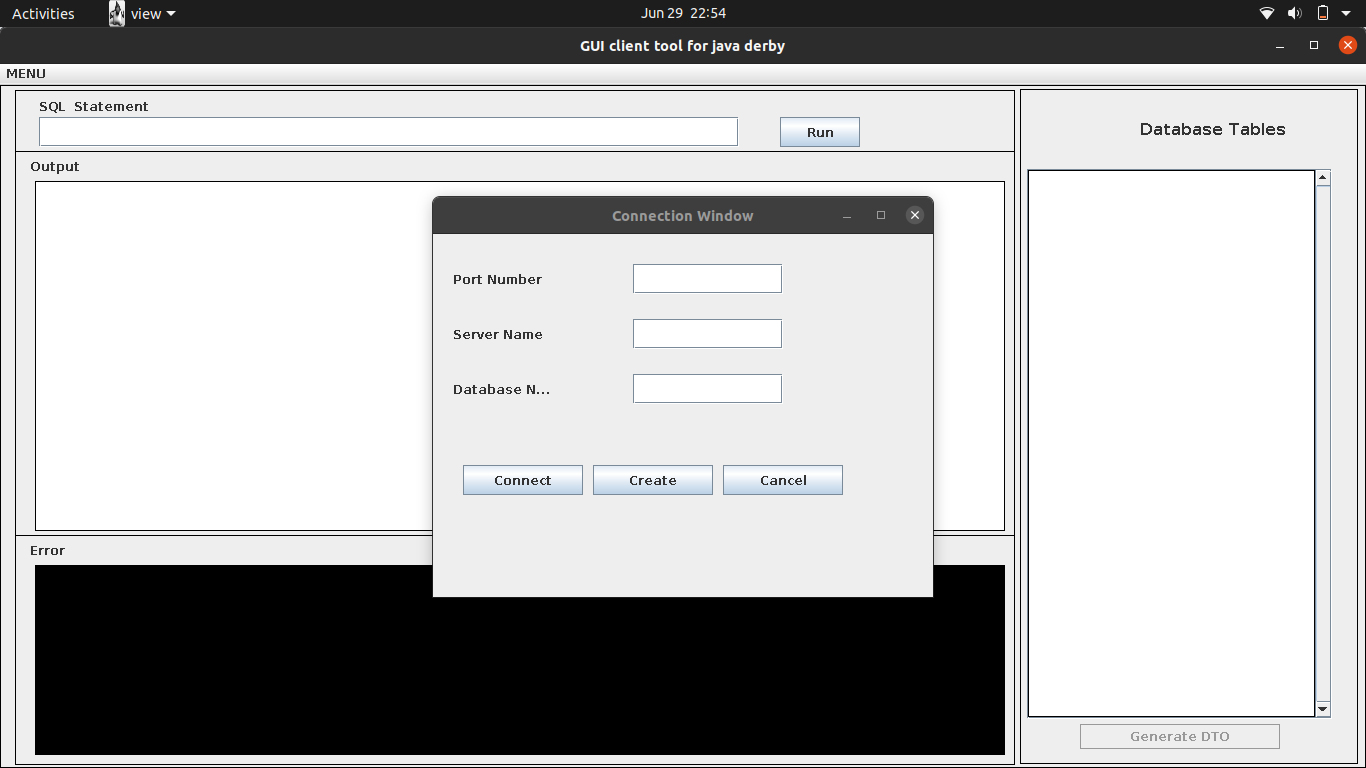 Activities view Jun 29 22:54
GUI client tool for java derby
MENU
SQL Statement
Run
Output
Database Tables
Connection Window
Port Number
Server Name
Database N...
Connect Create Cancel
Error
Generate DTO